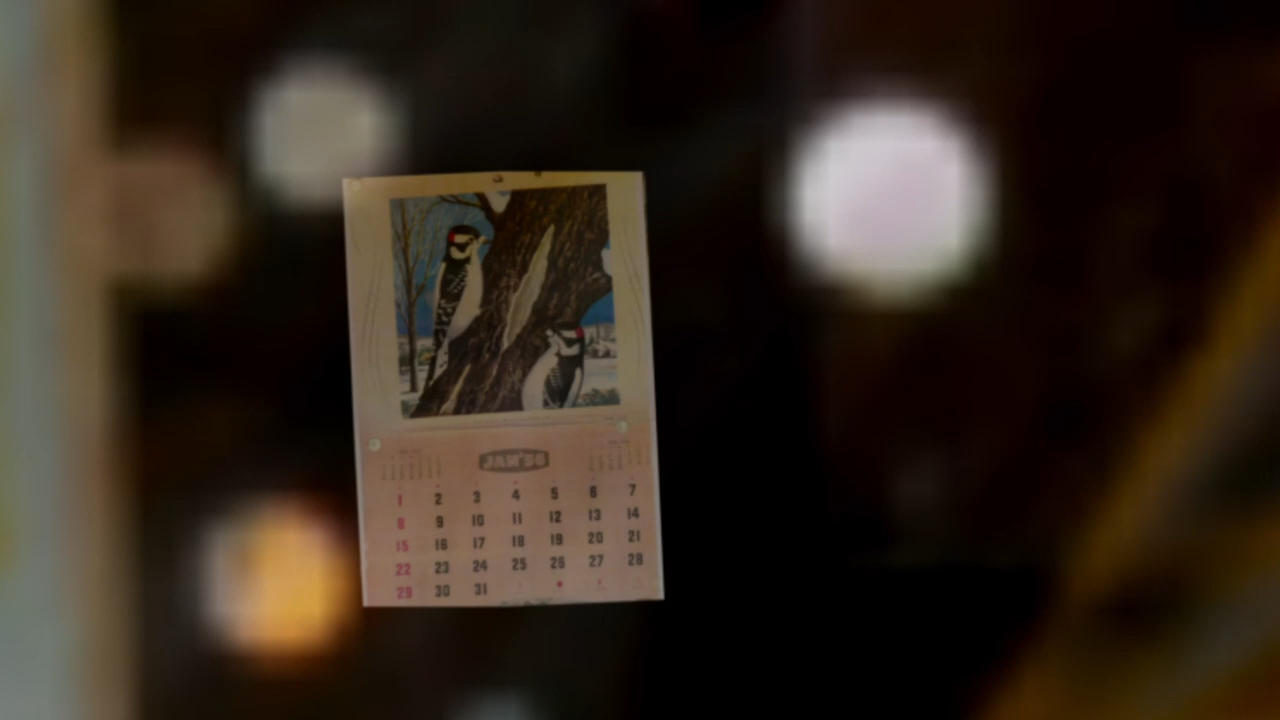 JAN'56
1 2 3 4 5 6 7
8 9 10 11 12 13 14
15 16 17 18 19 20 21
22 23 24 25 26 27 28
29 30 31